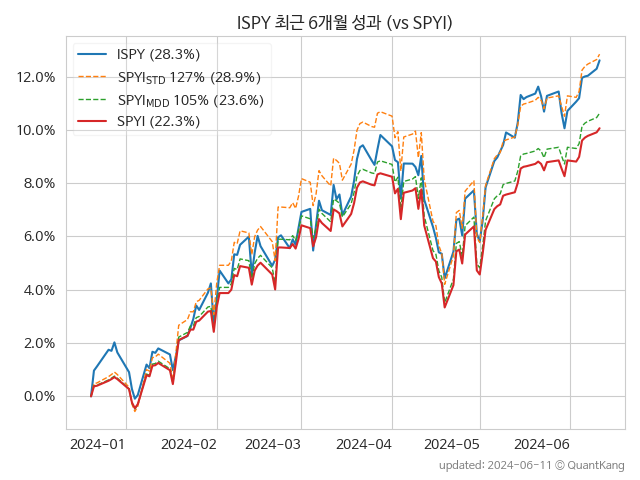 ISPY 최근 6개월 성과 (vs SPYI)
ISPY (28.3%)
SPYI_STD 127% (28.9%)
SPYI_MDD 105% (23.6%)
SPYI (22.3%)
12.0%
10.0%
8.0%
6.0%
4.0%
2.0%
0.0%
2024-01 2024-02 2024-03 2024-04 2024-05 2024-06
updated: 2024-06-11 © QuantKang